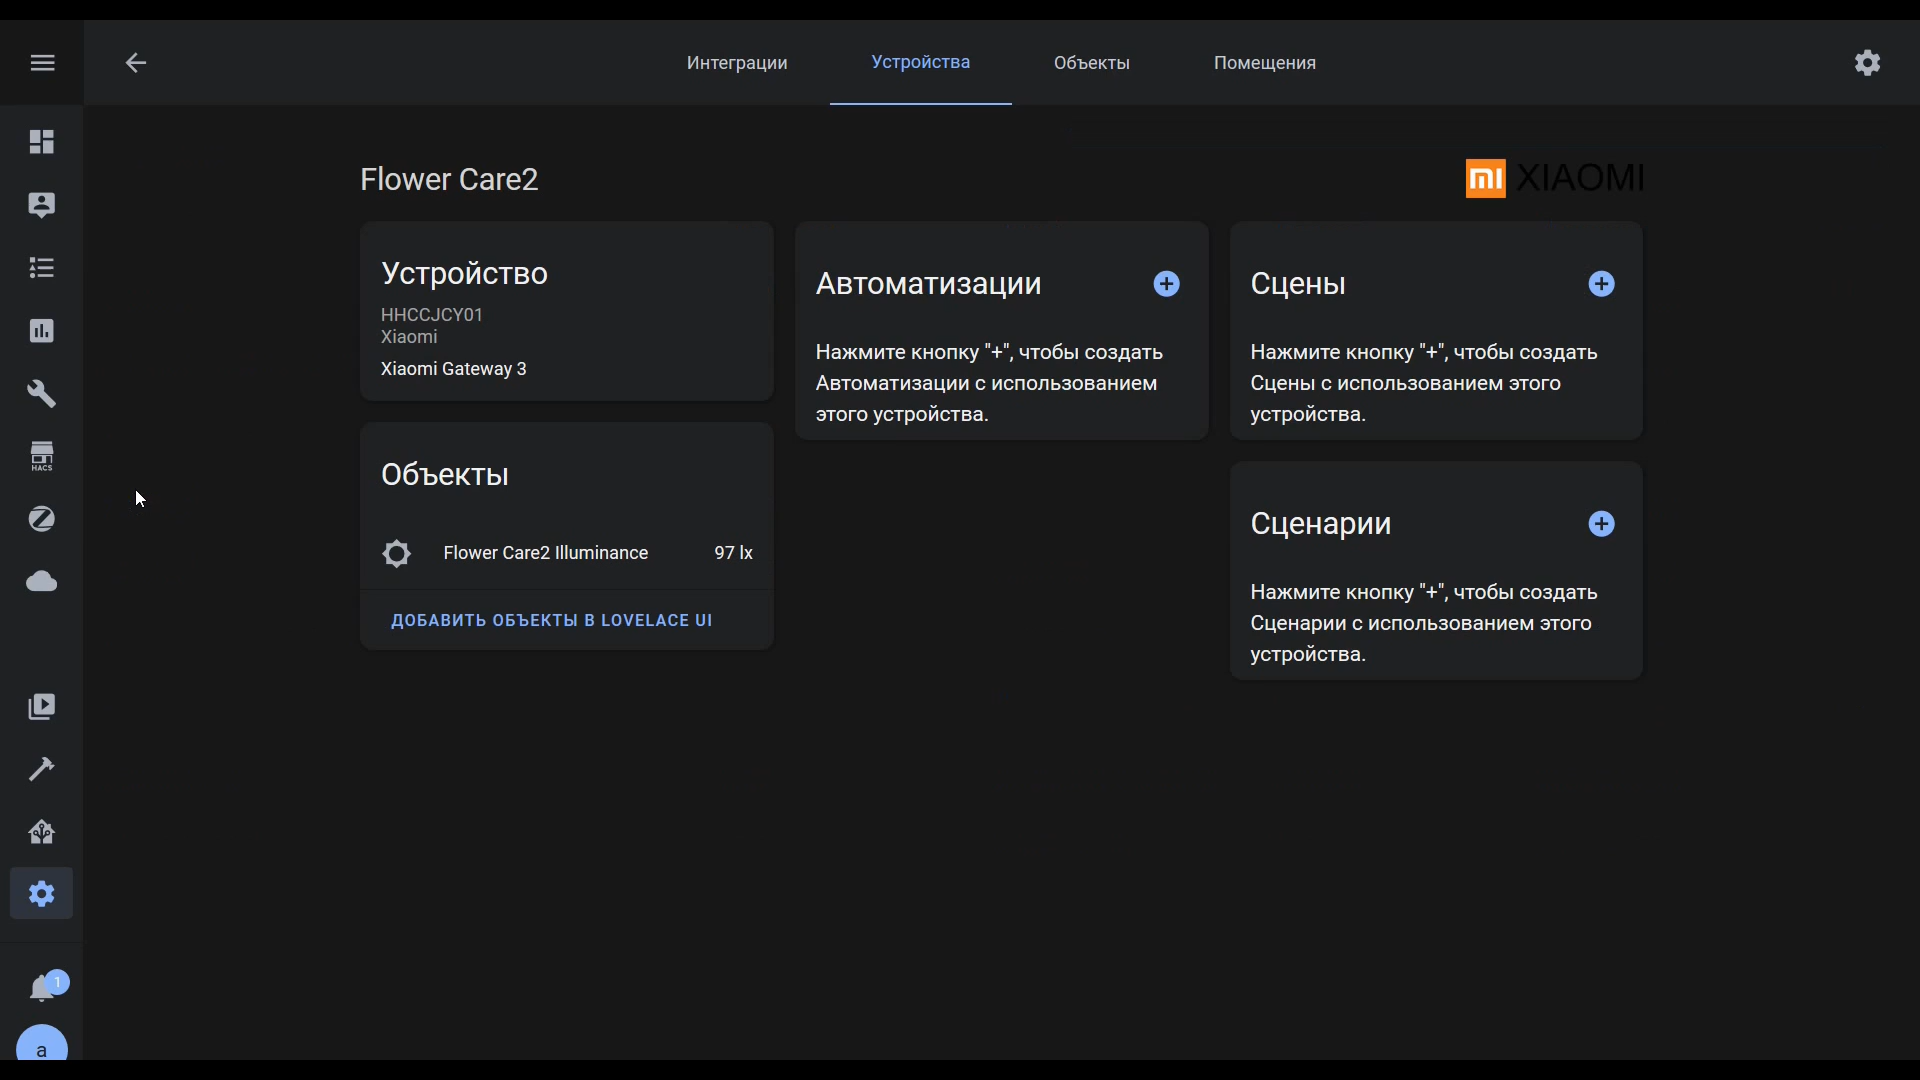 Интеграции
Устройства
Объекты
Помещения
Flower Care2
XIAOMI
Устройство
HHCCJCY01
Xiaomi
Xiaomi Gateway 3
Автоматизации
Нажмите кнопку "+", чтобы создать
Автоматизации с использованием
этого устройства.
Сцены
Нажмите кнопку "+", чтобы создать
Сцены с использованием этого
устройства.
Объекты
Flower Care2 Illuminance 97 lx
ДОБАВИТЬ ОБЪЕКТЫ В LOVELACE UI
Сценарии
Нажмите кнопку "+", чтобы создать
Сценарии с использованием этого
устройства.
HACS
1
a